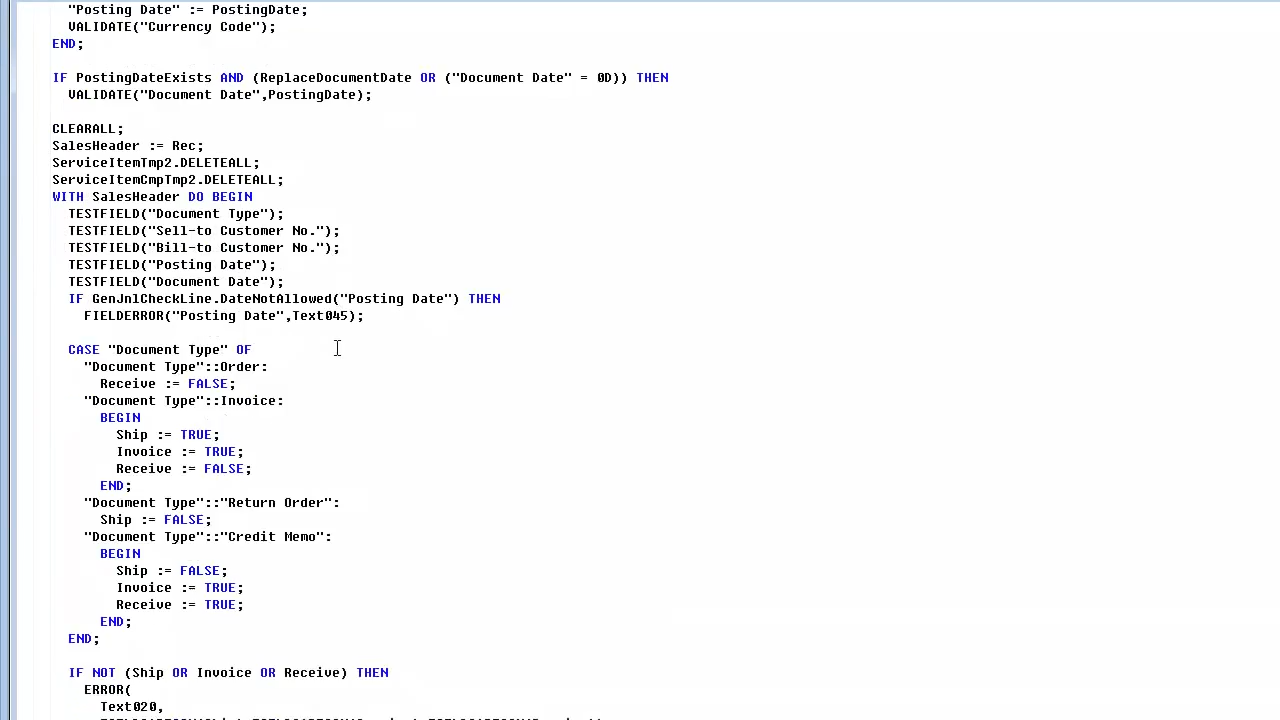 "Posting Date" := PostingDate;
VALIDATE("Currency Code");
END;
IF PostingDateExists AND (ReplaceDocumentDate OR ("Document Date" = 0D)) THEN
VALIDATE("Document Date",PostingDate);
CLEARALL;
SalesHeader := Rec;
ServiceItemTmp2.DELETEALL;
ServiceItemCmpTmp2.DELETEALL;
WITH SalesHeader DO BEGIN
TESTFIELD("Document Type");
TESTFIELD("Sell-to Customer No.");
TESTFIELD("Bill-to Customer No.");
TESTFIELD("Posting Date");
TESTFIELD("Document Date");
IF GenJnlCheckLine.DateNotAllowed("Posting Date") THEN
FIELDERROR("Posting Date",Text045);
CASE "Document Type" OF
"Document Type"::Order:
Receive := FALSE;
"Document Type"::Invoice:
BEGIN
Ship := TRUE;
Invoice := TRUE;
Receive := FALSE;
END;
"Document Type"::"Return Order":
Ship := FALSE;
"Document Type"::"Credit Memo":
BEGIN
Ship := FALSE;
Invoice := TRUE;
Receive := TRUE;
END;
END;
IF NOT (Ship OR Invoice OR Receive) THEN
ERROR(
Text020,